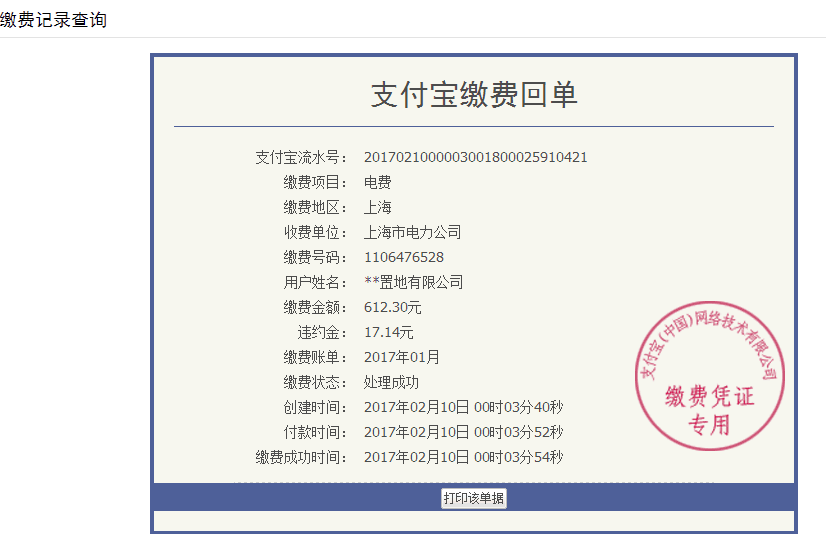 缴费记录查询
支付宝缴费回单
支付宝流水号： 2017021000003001800025910421
缴费项目： 电费
缴费地区： 上海
收费单位： 上海市电力公司
缴费号码： 1106476528
用户姓名： **置地有限公司
缴费金额： 612.30元
违约金： 17.14元
缴费账单： 2017年01月
缴费状态： 处理成功
创建时间： 2017年02月10日 00时03分40秒
付款时间： 2017年02月10日 00时03分52秒
缴费成功时间： 2017年02月10日 00时03分54秒
支付宝(中国)网络技术有限公司
缴费凭证
专用
打印该单据